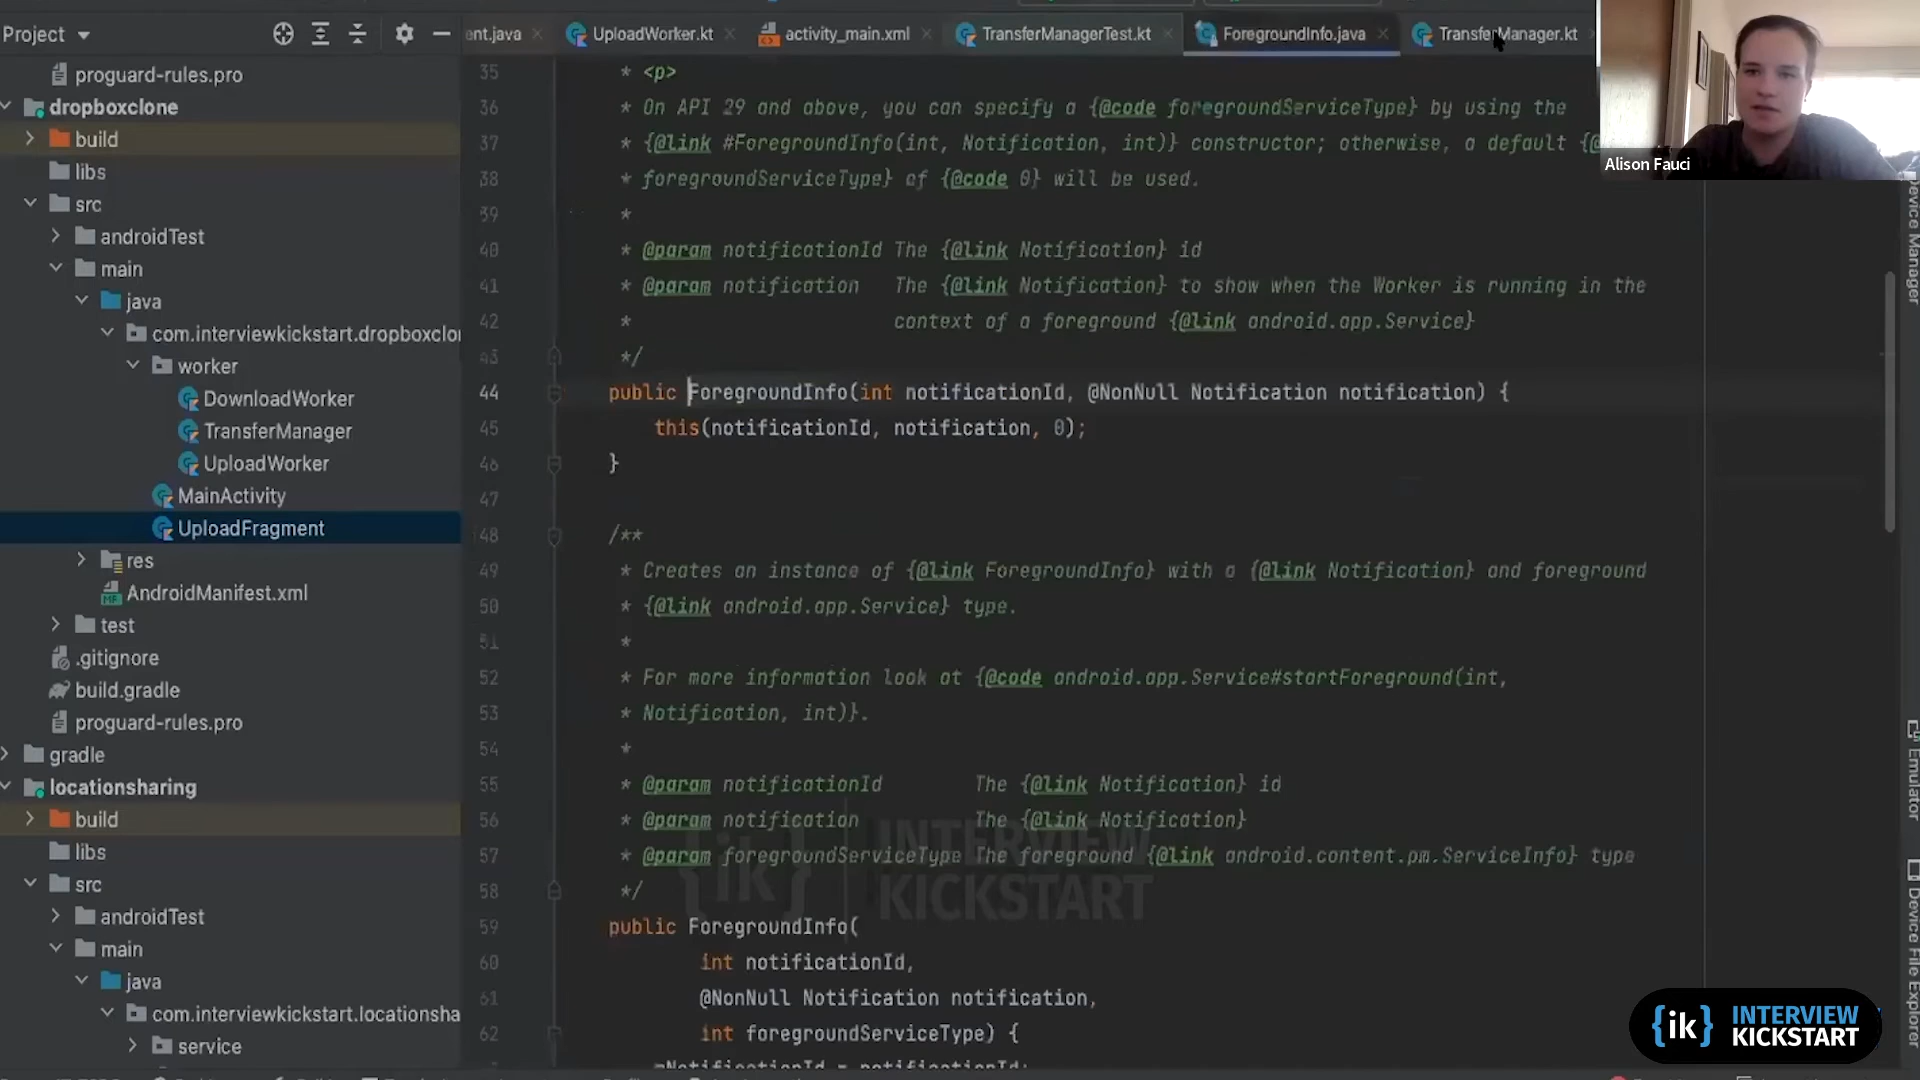 Project
ent.java
UploadWorker.kt
activity_main.xml
TransferManagerTest.kt
ForegroundInfo.java
TransferManager.kt
proguard-rules.pro
dropboxclone
build
libs
src
androidTest
main
java
com.interviewkickstart.dropboxclor
worker
DownloadWorker
TransferManager
UploadWorker
MainActivity
UploadFragment
res
AndroidManifest.xml
test
.gitignore
build.gradle
proguard-rules.pro
gradle
locationsharing
build
libs
src
androidTest
main
java
com.interviewkickstart.locationsha
service
35 * <p>
36 * On API 29 and above, you can specify a {@code foregroundServiceType} by using the
37 * {@link #ForegroundInfo(int, Notification, int)} constructor; otherwise, a default {@
38 * foregroundServiceType} of {@code 0} will be used.
39 *
40 * @param notificationId The {@link Notification} id
41 * @param notification The {@link Notification} to show when the Worker is running in the
42 * context of a foreground {@link android.app.Service}
43 */
44 public ForegroundInfo(int notificationId, @NonNull Notification notification) {
45 this(notificationId, notification, 0);
46 }
47
48 /**
49 * Creates an instance of {@link ForegroundInfo} with a {@link Notification} and foreground
50 * {@link android.app.Service} type.
51 *
52 * For more information look at {@code android.app.Service#startForeground(int,
53 * Notification, int)}.
54 *
55 * @param notificationId The {@link Notification} id
56 * @param notification The {@link Notification}
57 * @param foregroundServiceType The foreground {@link android.content.pm.ServiceInfo} type
58 */
59 public ForegroundInfo(
60 int notificationId,
61 @NonNull Notification notification,
62 int foregroundServiceType) {
mNotificationId = notificationId;
Alison Fauci
Device Manager
Emulator
Device File Explorer
{ik} INTERVIEW
KICKSTART
{ik} INTERVIEW
KICKSTART